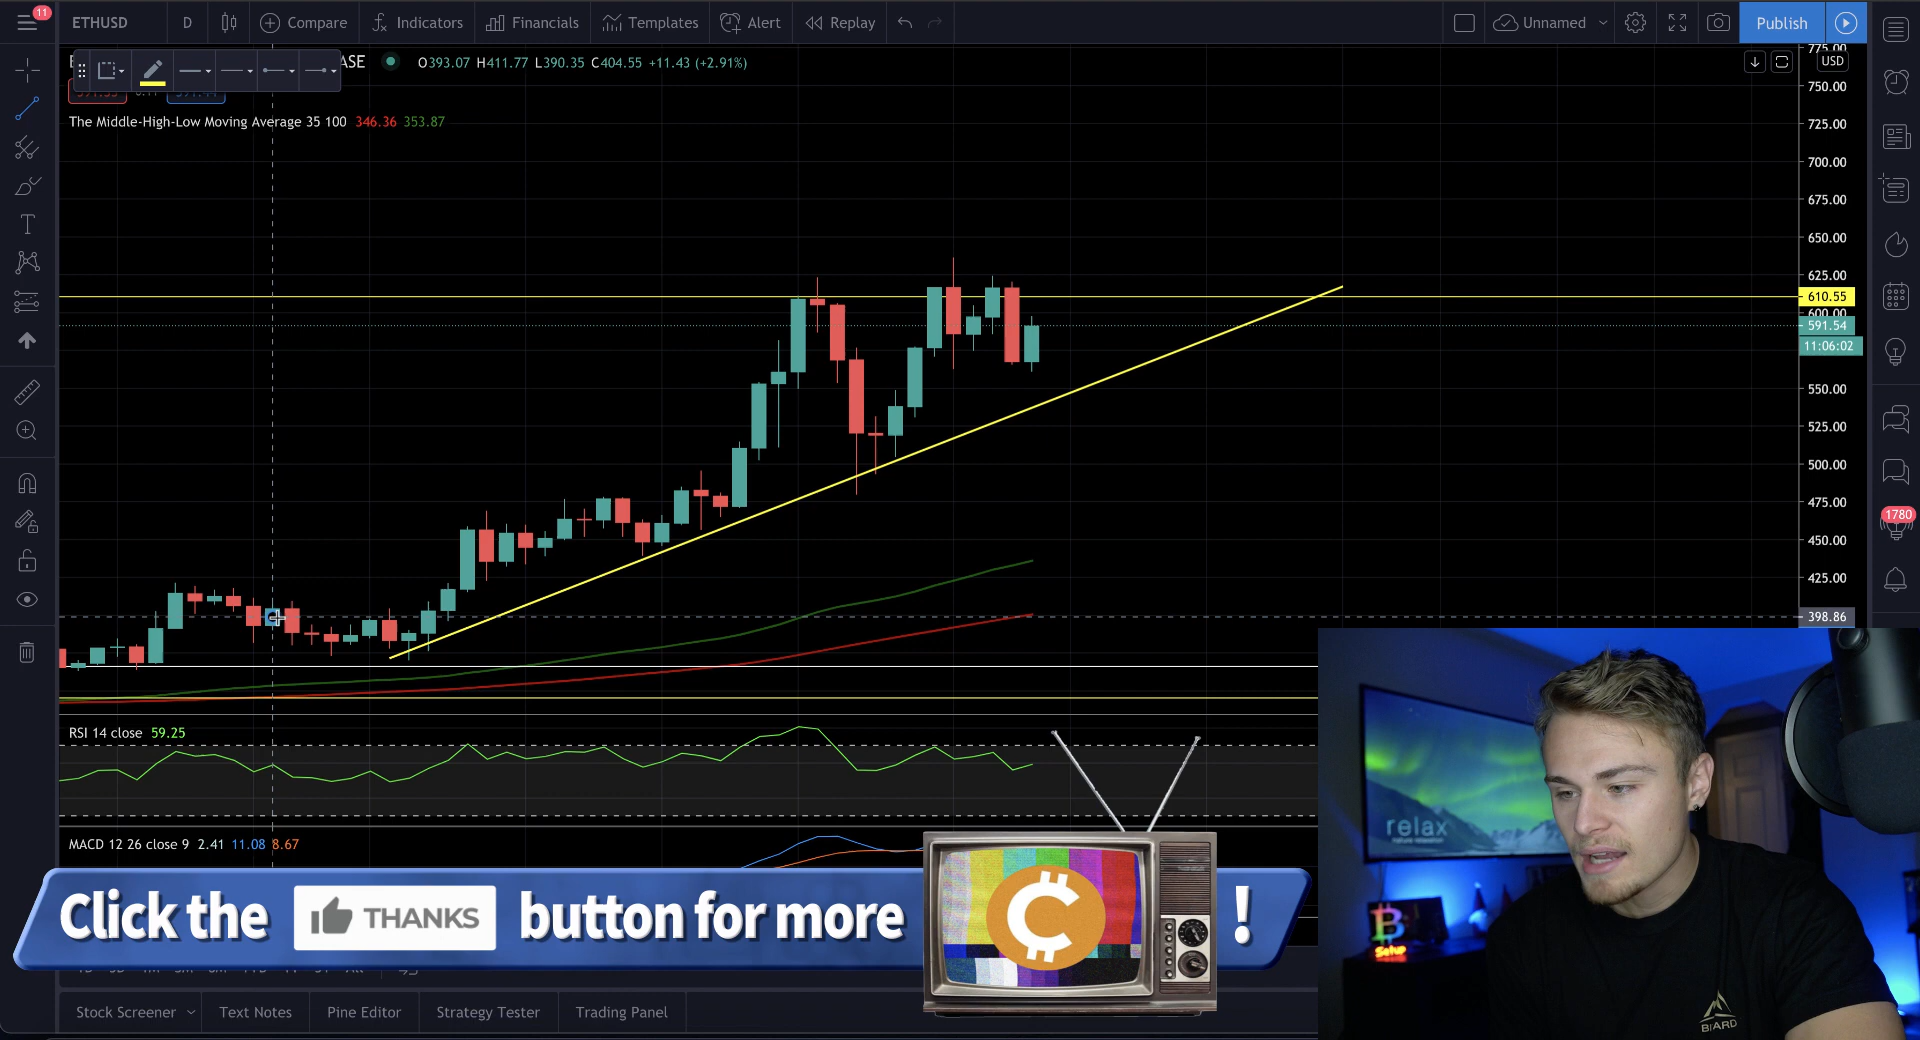 11
ETHUSD
D
Compare
Indicators
Financials
Templates
Alert
Replay
Unnamed
Publish
ASE
O393.07 H411.77 L390.35 C404.55 +11.43 (+2.91%)
USD
The Middle-High-Low Moving Average 35 100 346.36 353.87
775.00
750.00
725.00
700.00
675.00
650.00
625.00
610.55
600.00
591.54
11:06:02
550.00
525.00
500.00
475.00
450.00
425.00
398.86
1780
RSI 14 close 59.25
MACD 12 26 close 9 2.41 11.08 8.67
Click the THANKS button for more !
relax
Setup
BIARD
Stock Screener
Text Notes
Pine Editor
Strategy Tester
Trading Panel